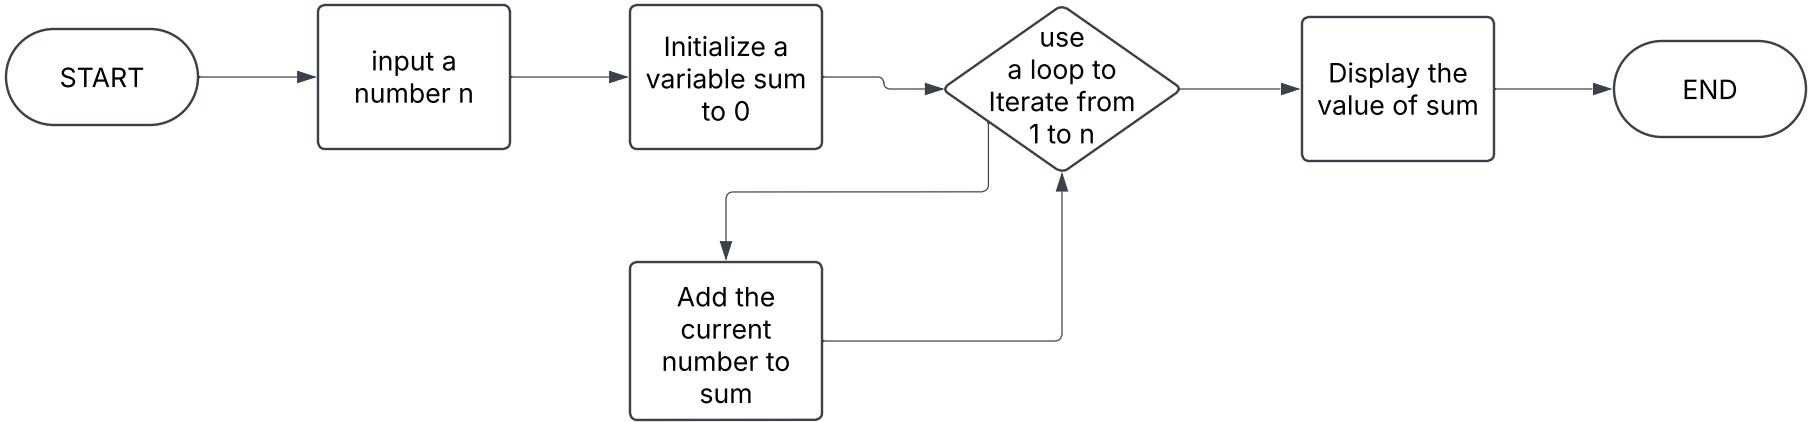 START
input a
number n
Initialize a
variable sum
to 0
use
a loop to
Iterate from
1 to n
Display the
value of sum
END
Add the
current
number to
sum